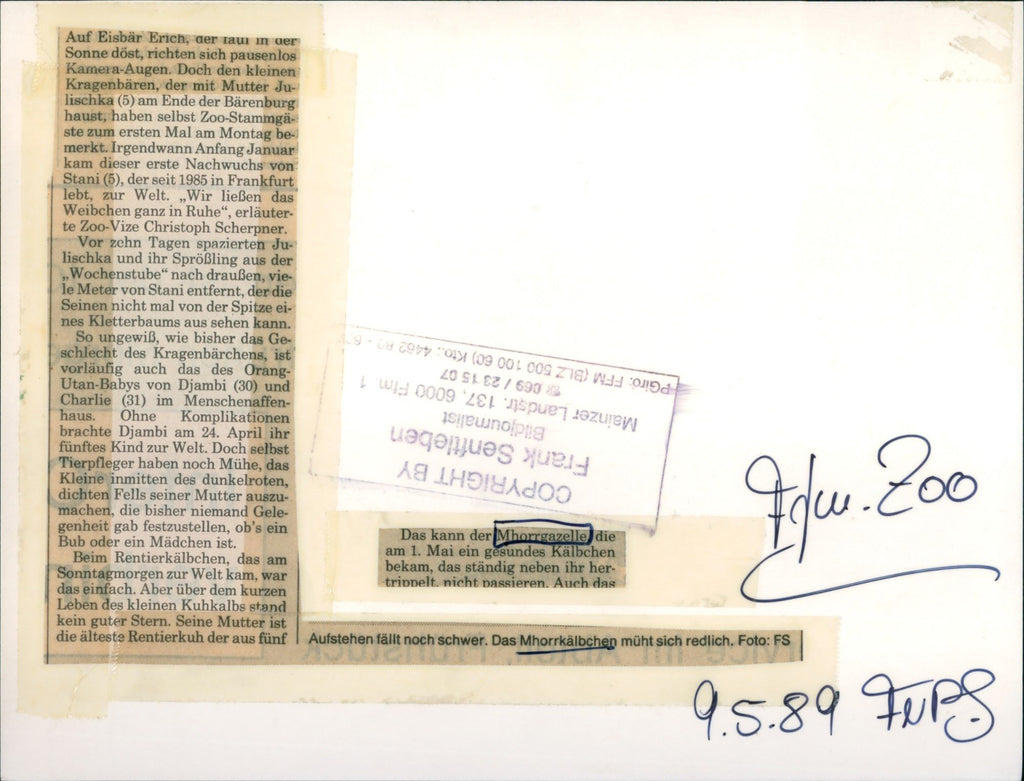 Auf Eisbär Erich, der faul in der
Sonne döst, richten sich pausenlos
Kamera-Augen. Doch den kleinen
Kragenbären, der mit Mutter Ju-
lischka (5) am Ende der Bärenburg
haust, haben selbst Zoo-Stammgä-
ste zum ersten Mal am Montag be-
merkt. Irgendwann Anfang Januar
kam dieser erste Nachwuchs von
Stani (5), der seit 1985 in Frankfurt
lebt, zur Welt. „Wir ließen das
Weibchen ganz in Ruhe“, erläuter-
te Zoo-Vize Christoph Scherpner.
Vor zehn Tagen spazierten Ju-
lischka und ihr Sprößling aus der
„Wochenstube“ nach draußen, vie-
le Meter von Stani entfernt, der die
Seinen nicht mal von der Spitze ei-
nes Kletterbaums aus sehen kann.
So ungewiß, wie bisher das Ge-
schlecht des Kragenbärchens, ist
vorläufig auch das des Orang-
Utan-Babys von Djambi (30) und
Charlie (31) im Menschenaffen-
haus. Ohne Komplikationen
brachte Djambi am 24. April ihr
fünftes Kind zur Welt. Doch selbst
Tierpfleger haben noch Mühe, das
Kleine inmitten des dunkelroten,
dichten Fells seiner Mutter auszu-
machen, die bisher niemand Gele-
genheit gab festzustellen, ob's ein
Bub oder ein Mädchen ist.
Beim Rentierkälbchen, das am
Sonntagmorgen zur Welt kam, war
das einfach. Aber über dem kurzen
Leben des kleinen Kuhkalbs stand
kein guter Stern. Seine Mutter ist
die älteste Rentierkuh der aus fünf
COPYRIGHT BY
Frank Senftleben
Bildjournalist
Mainzer Landstr. 137, 6000 Ffm 1
☎ 069 / 23 15 07
PGiro: FFM (BLZ 500 100 60) Kto.: 4462 80 - 60
Das kann der Mhorrgazelle, die
am 1. Mai ein gesundes Kälbchen
bekam, das ständig neben ihr her-
trippelt, nicht passieren. Auch das
Aufstehen fällt noch schwer. Das Mhorrkälbchen müht sich redlich. Foto: FS
Ffm. Zoo
9.5.89 FNP S.